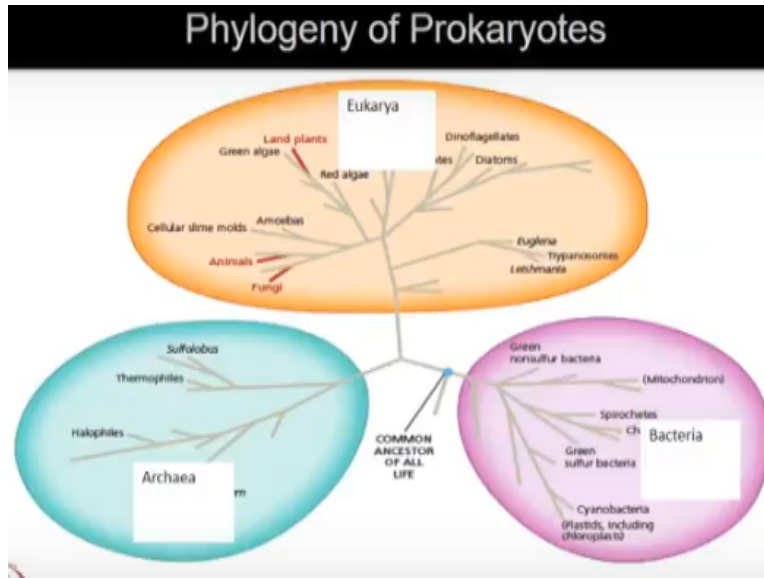 Phylogeny of Prokaryotes
Eukarya
Land plants
Green algae
Dinoflagellates
Red algae
Diatoms
Cellular slime molds
Amoebas
Animals
Fungi
Euglena
Trypanosomes
Leishmania
Sulfolobus
Thermophiles
Halophiles
Archaea
COMMON
ANCESTOR
OF ALL
LIFE
Green
nonsulfur bacteria
(Mitochondrion)
Spirochetes
Bacteria
Green
sulfur bacteria
Cyanobacteria
(Plastids, including
chloroplasts)